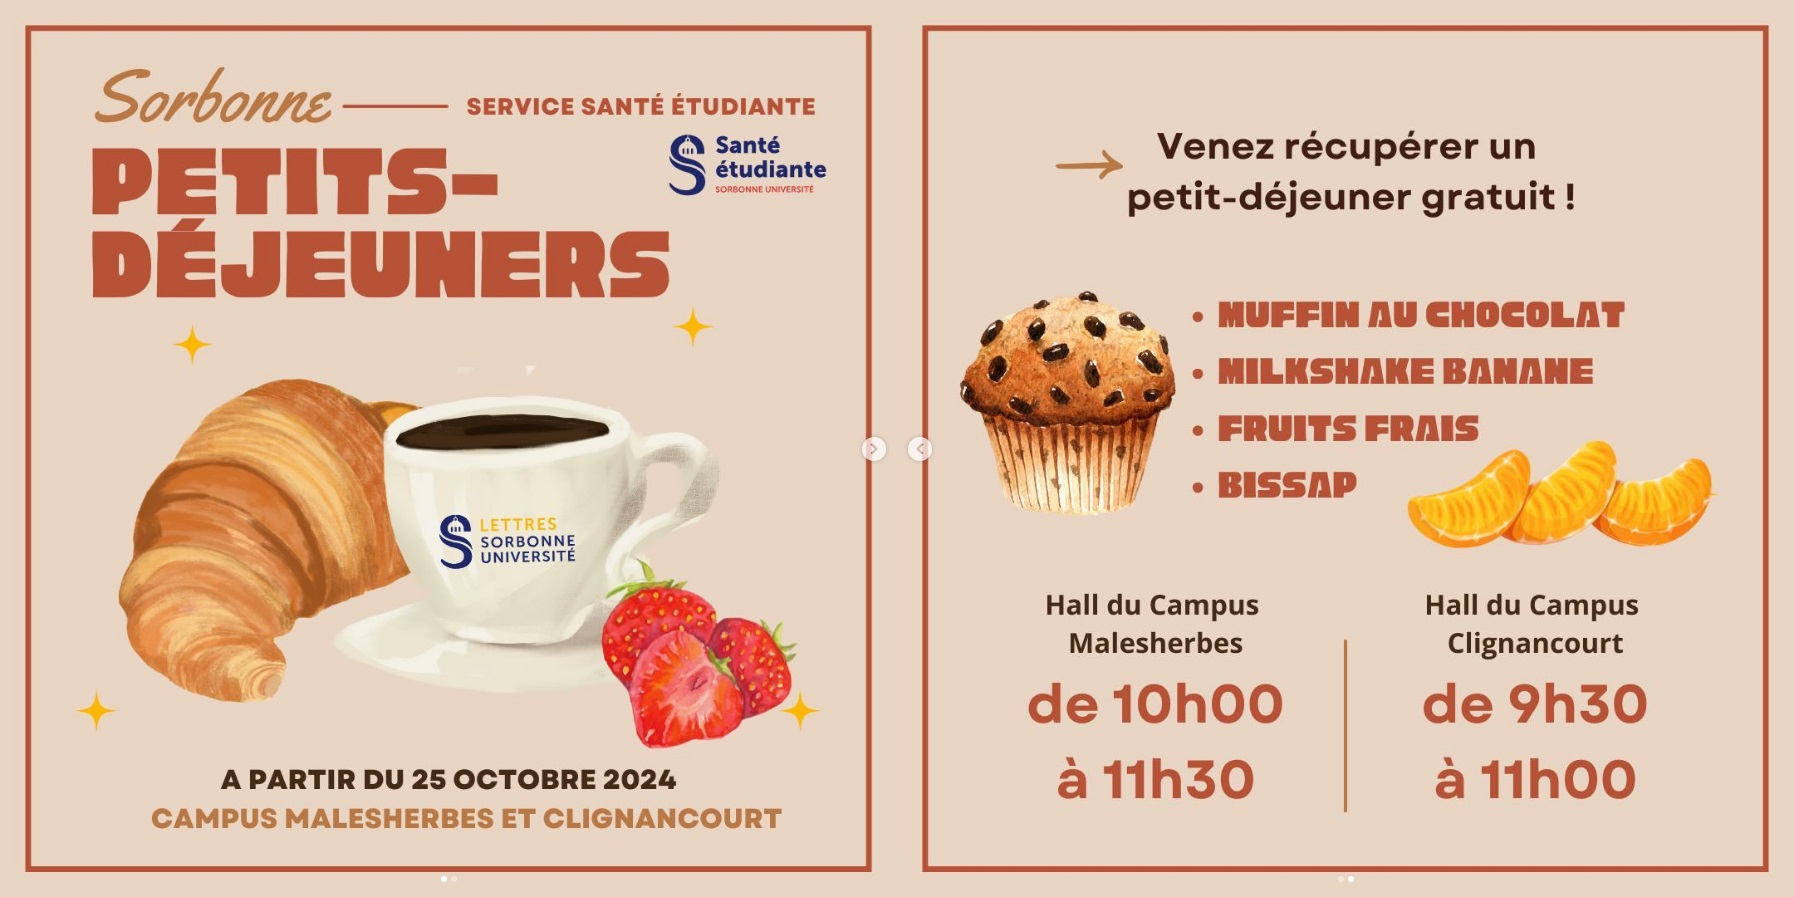 Sorbonne
SERVICE SANTÉ ÉTUDIANTE
Santé
étudiante
SORBONNE UNIVERSITÉ
PETITS-
DÉJEUNERS
LETTRES
SORBONNE
UNIVERSITÉ
A PARTIR DU 25 OCTOBRE 2024
CAMPUS MALESHERBES ET CLIGNANCOURT
Venez récupérer un
petit-déjeuner gratuit !
• MUFFIN AU CHOCOLAT
• MILKSHAKE BANANE
• FRUITS FRAIS
• BISSAP
Hall du Campus
Malesherbes
de 10h00
à 11h30
Hall du Campus
Clignancourt
de 9h30
à 11h00